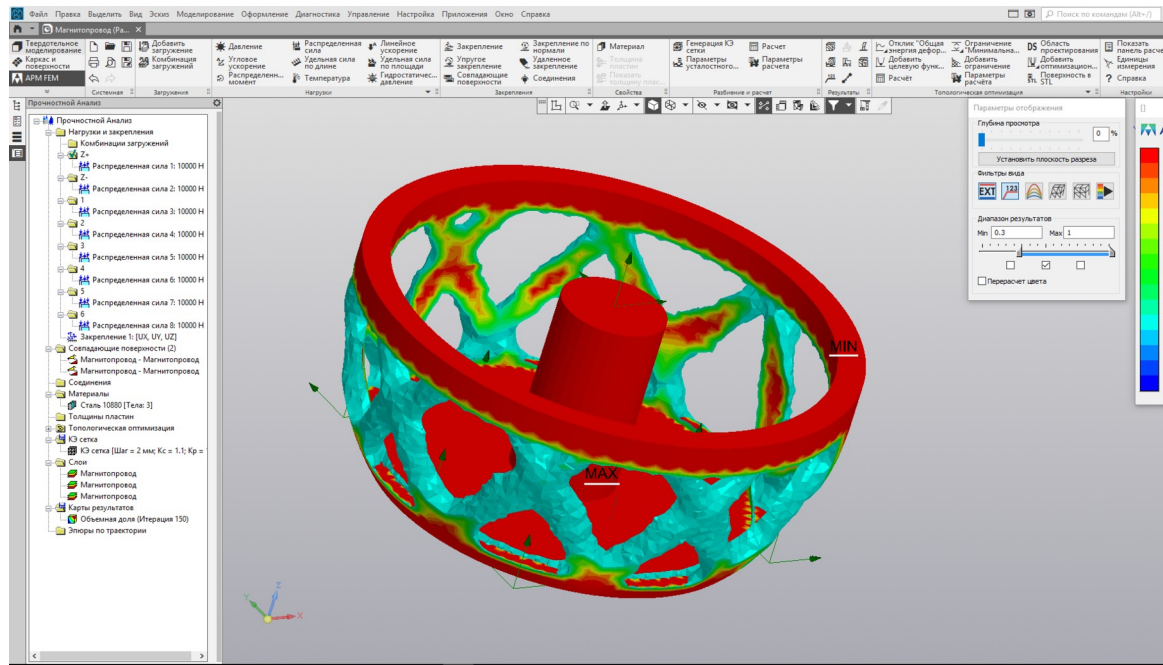 Файл Правка Выделить Вид Эскиз Моделирование Оформление Диагностика Управление Настройка Приложения Окно Справка
Поиск по командам (Alt+/)
Магнитопровод (Ра...
Твердотельное моделирование
Каркас и поверхности
APM FEM
Системная
Добавить загружение
Комбинация загружений
Загружения
Давление
Угловое ускорение
Распределенн... момент
Распределенная сила
Удельная сила по длине
Температура
Линейное ускорение
Удельная сила по площади
Гидростатичес... давление
Нагрузки
Закрепление
Упругое закрепление
Совпадающие поверхности
Закрепление по нормали
Удаленное закрепление
Соединения
Закрепления
Материал
Толщина пластин
Показать толщину плас...
Свойства
Генерация КЭ сетки
Параметры усталостного...
Расчет
Параметры расчета
Разбиение и расчет
Результаты
Отклик "Общая энергия дефор...
Добавить целевую функ...
Расчёт
Ограничение "Минимальна...
Добавить ограничение
Параметры расчёта
DS Область проектирования
Добавить оптимизацион...
Поверхность в STL
Топологическая оптимизация
Показать панель расче
Единицы измерения
Справка
Настройки
Прочностной Анализ
Прочностной Анализ
Нагрузки и закрепления
Комбинации загружений
Z+
Распределенная сила 1: 10000 Н
Z-
Распределенная сила 2: 10000 Н
1
Распределенная сила 3: 10000 Н
2
Распределенная сила 4: 10000 Н
3
Распределенная сила 5: 10000 Н
4
Распределенная сила 6: 10000 Н
5
Распределенная сила 7: 10000 Н
6
Распределенная сила 8: 10000 Н
Закрепление 1: [UX, UY, UZ]
Совпадающие поверхности (2)
Магнитопровод - Магнитопровод
Магнитопровод - Магнитопровод
Соединения
Материалы
Сталь 10880 [Тела: 3]
Толщины пластин
Топологическая оптимизация
КЭ сетка
КЭ сетка [Шаг = 2 мм; Кс = 1.1; Кр =
Слои
Магнитопровод
Магнитопровод
Магнитопровод
Карты результатов
Объемная доля (Итерация 150)
Эпюры по траектории
MIN
MAX
Z
Y
X
Параметры отображения
Глубина просмотра
0 %
Установить плоскость разреза
Фильтры вида
EXT 123
Диапазон результатов
Min 0.3 Max 1
Перерасчет цвета
[]